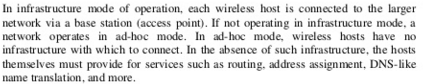 In infrastructure mode of operation, each wireless host is connected to the larger
network via a base station (access point). If not operating in infrastructure mode, a
network operates in ad-hoc mode. In ad-hoc mode, wireless hosts have no
infrastructure with which to connect. In the absence of such infrastructure, the hosts
themselves must provide for services such as routing, address assignment, DNS-like
name translation, and more.